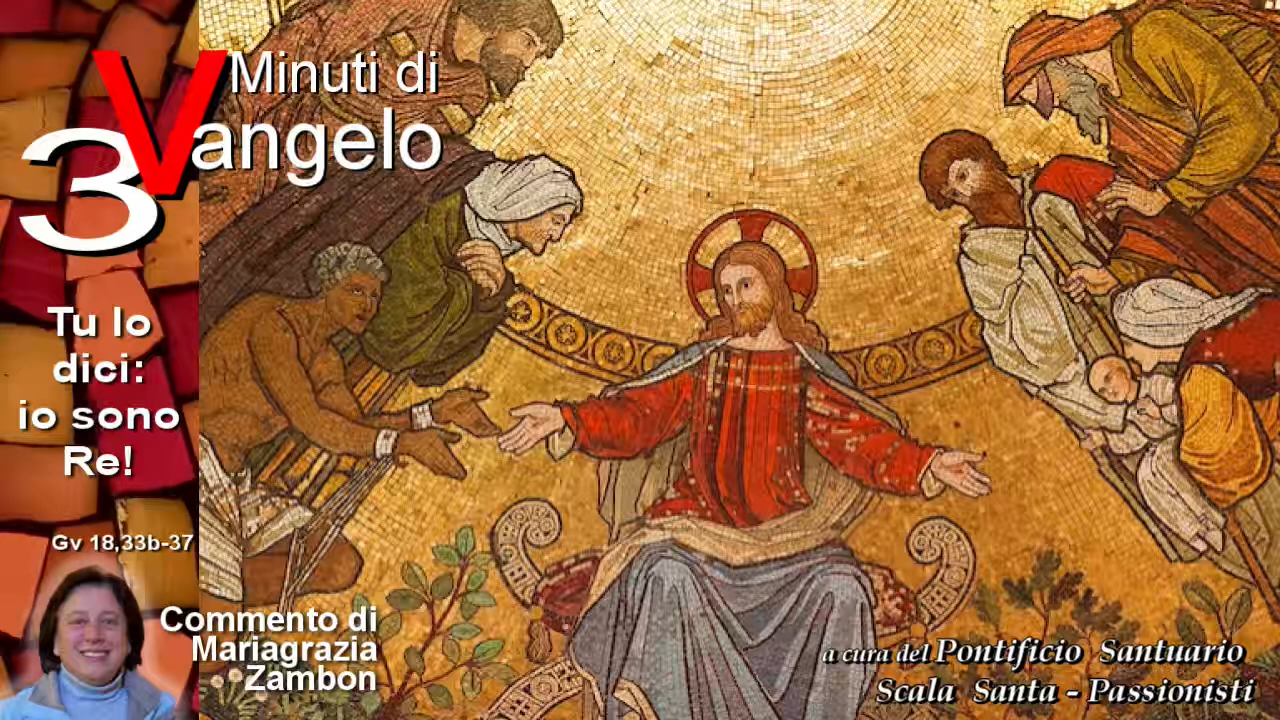 3 Minuti di
Vangelo
Tu lo
dici:
io sono
Re!
Gv 18,33b-37
Commento di
Mariagrazia
Zambon
a cura del Pontificio Santuario
Scala Santa - Passionisti